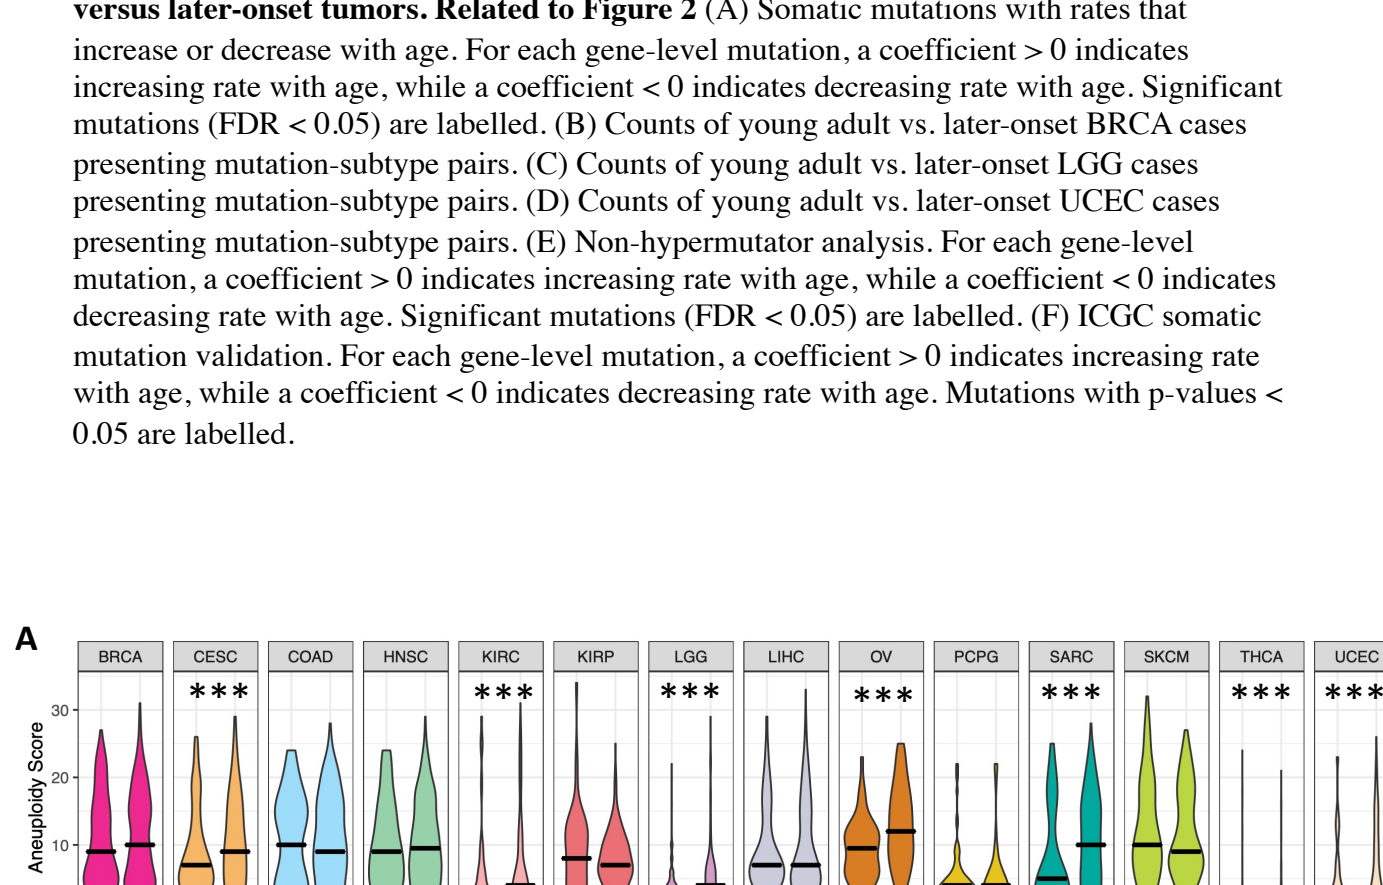 versus later-onset tumors. Related to Figure 2 (A) Somatic mutations with rates that
increase or decrease with age. For each gene-level mutation, a coefficient > 0 indicates
increasing rate with age, while a coefficient < 0 indicates decreasing rate with age. Significant
mutations (FDR < 0.05) are labelled. (B) Counts of young adult vs. later-onset BRCA cases
presenting mutation-subtype pairs. (C) Counts of young adult vs. later-onset LGG cases
presenting mutation-subtype pairs. (D) Counts of young adult vs. later-onset UCEC cases
presenting mutation-subtype pairs. (E) Non-hypermutator analysis. For each gene-level
mutation, a coefficient > 0 indicates increasing rate with age, while a coefficient < 0 indicates
decreasing rate with age. Significant mutations (FDR < 0.05) are labelled. (F) ICGC somatic
mutation validation. For each gene-level mutation, a coefficient > 0 indicates increasing rate
with age, while a coefficient < 0 indicates decreasing rate with age. Mutations with p-values <
0.05 are labelled.
A
BRCA CESC COAD HNSC KIRC KIRP LGG LIHC OV PCPG SARC SKCM THCA UCEC
*** *** *** *** *** *** ***
30
20
10
Aneuploidy Score